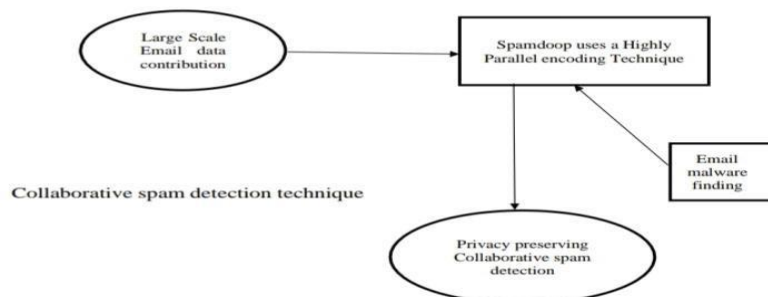 Large Scale
Email data
contribution
Spamdoop uses a Highly
Parallel encoding Technique
Email
malware
finding
Collaborative spam detection technique
Privacy preserving
Collaborative spam
detection